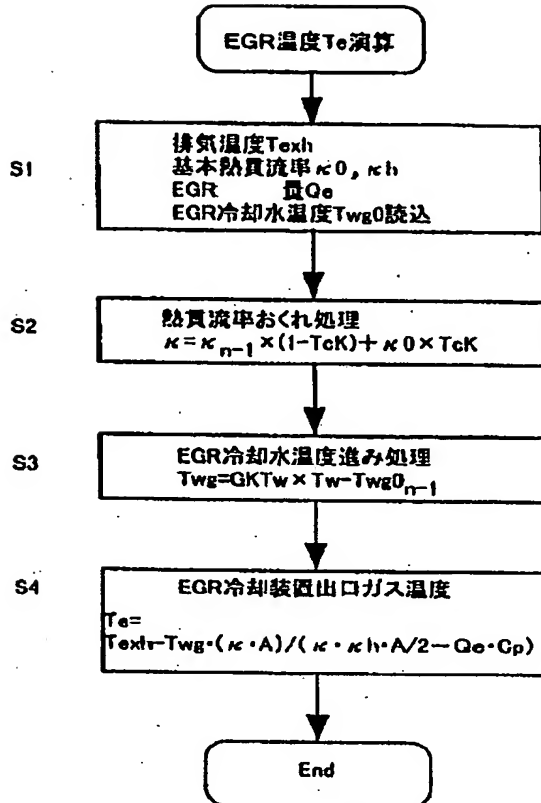 EGR温度Te演算
S1
排気温度Texh
基本熱貫流率κ0, κh
EGR 量Qe
EGR冷却水温度Twg0読込
S2
熱貫流率おくれ処理
κ=κn-1×(1-TcK)+κ0×TcK
S3
EGR冷却水温度進み処理
Twg=GKTw×Tw-Twg0n-1
S4
EGR冷却装置出口ガス温度
Te=
Texh-Twg・(κ・A)/(κ・κh・A/2-Qe・Cp)
End